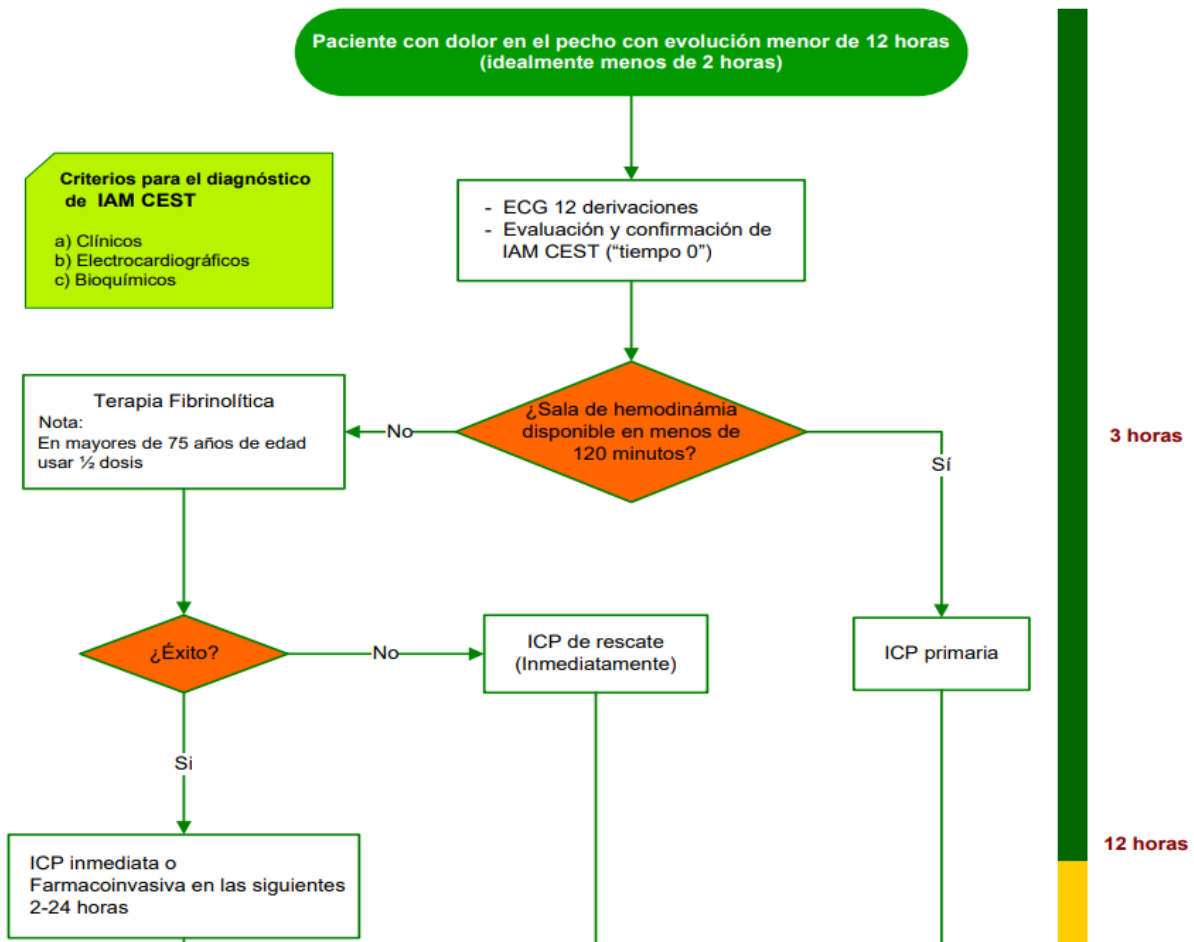 Paciente con dolor en el pecho con evolución menor de 12 horas
(idealmente menos de 2 horas)
Criterios para el diagnóstico
de IAM CEST
a) Clínicos
b) Electrocardiográficos
c) Bioquímicos
- ECG 12 derivaciones
- Evaluación y confirmación de
IAM CEST (“tiempo 0”)
Terapia Fibrinolítica
Nota:
En mayores de 75 años de edad
usar ½ dosis
No
¿Sala de hemodinámia
disponible en menos de
120 minutos?
Sí
3 horas
¿Éxito?
No
ICP de rescate
(Inmediatamente)
ICP primaria
Si
12 horas
ICP inmediata o
Farmacoinvasiva en las siguientes
2-24 horas